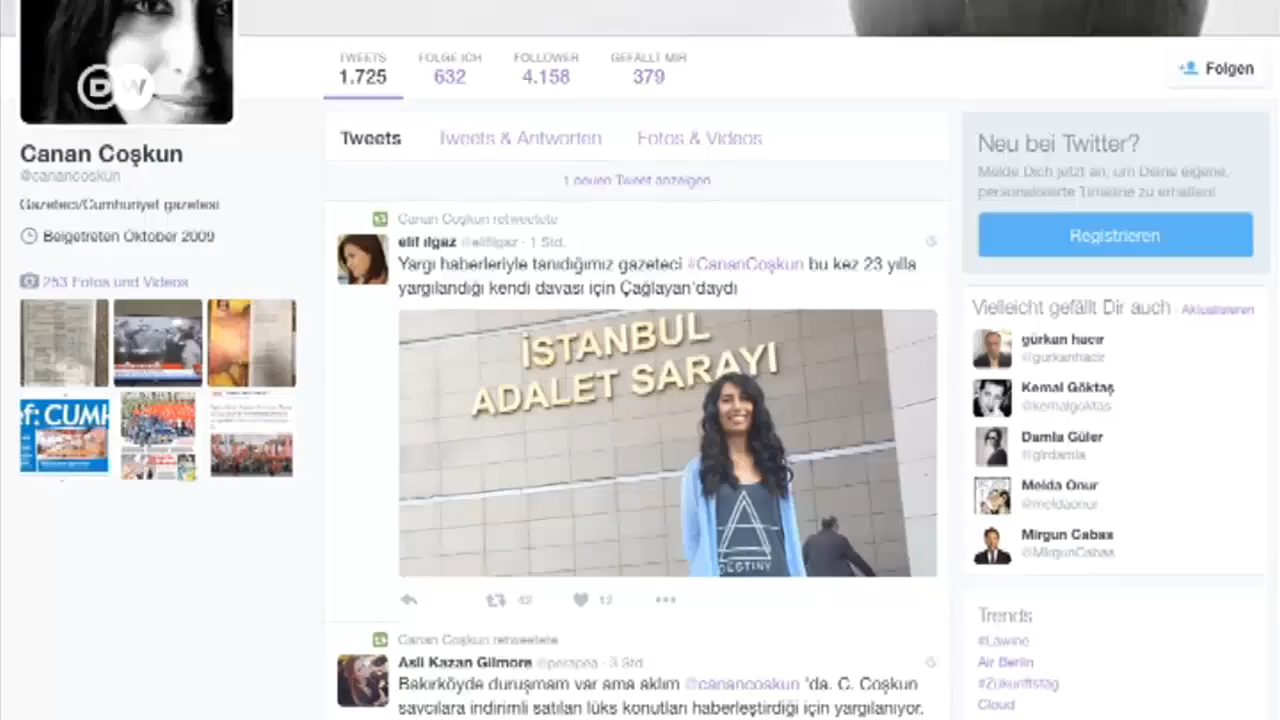 DW
TWEETS FOLGE ICH FOLLOWER GEFÄLLT MIR
1.725 632 4.158 379
Folgen
Canan Coşkun
@canancoskun
Gazeteci/Cumhuriyet gazetesi
Beigetreten Oktober 2009
253 Fotos und Videos
ef: CUMH
Tweets Tweets & Antworten Fotos & Videos
1 neuen Tweet anzeigen
Canan Coşkun retweetete
elif ılgaz @elifilgaz · 1 Std.
Yargı haberleriyle tanıdığımız gazeteci #CananCoşkun bu kez 23 yılla
yargılandığı kendi davası için Çağlayan'daydı
İSTANBUL
ADALET SARAYI
DESTINY
42 12
Canan Coşkun retweetete
Asli Kazan Gilmore @perapea · 3 Std.
Bakırköyde duruşmam var ama aklım @canancoskun 'da. C. Coşkun
savcılara indirimli satılan lüks konutları haberleştirdiği için yargılanıyor.
Neu bei Twitter?
Melde Dich jetzt an, um Deine eigene,
personalisierte Timeline zu erhalten!
Registrieren
Vielleicht gefällt Dir auch · Aktualisieren
gürkan hacır
@gurkanhacir
Kemal Göktaş
@kemalgoktas
Damla Güler
@glrdamla
Melda Onur
@meldaonur
Mirgun Cabas
@MirgunCabas
Trends
#Lawine
Air Berlin
#Zukunftstag
Cloud